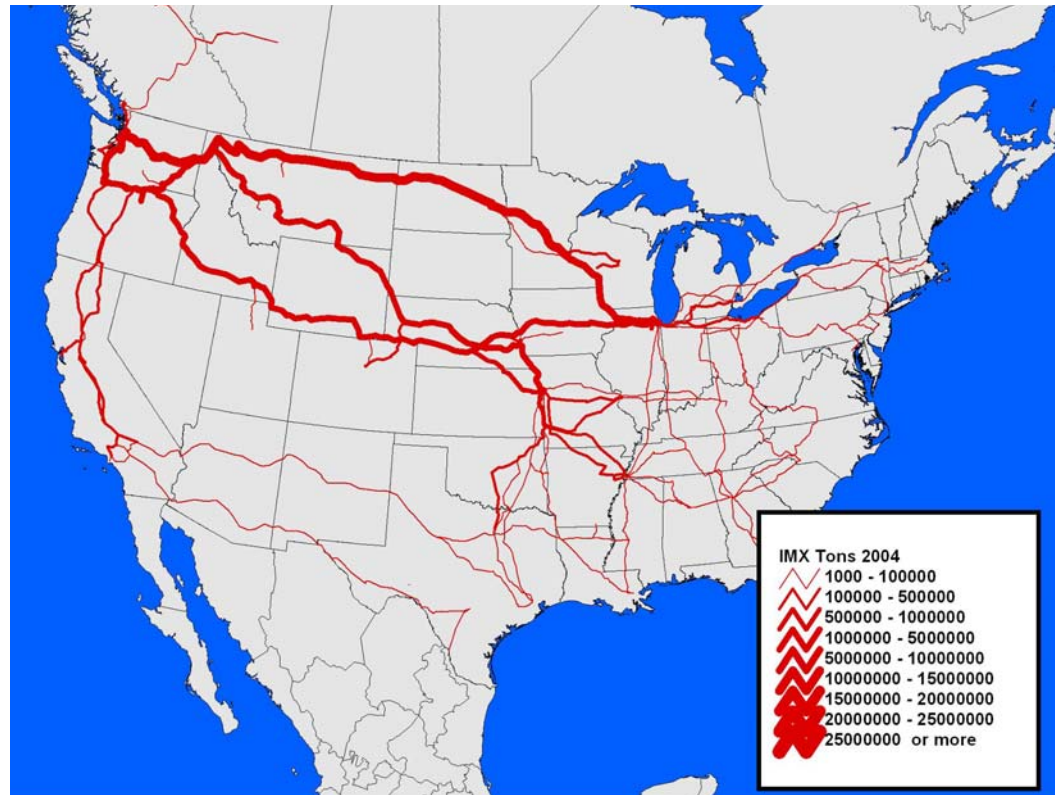 IMX Tons 2004
1000 - 100000
100000 - 500000
500000 - 1000000
1000000 - 5000000
5000000 - 10000000
10000000 - 15000000
15000000 - 20000000
20000000 - 25000000
25000000 or more